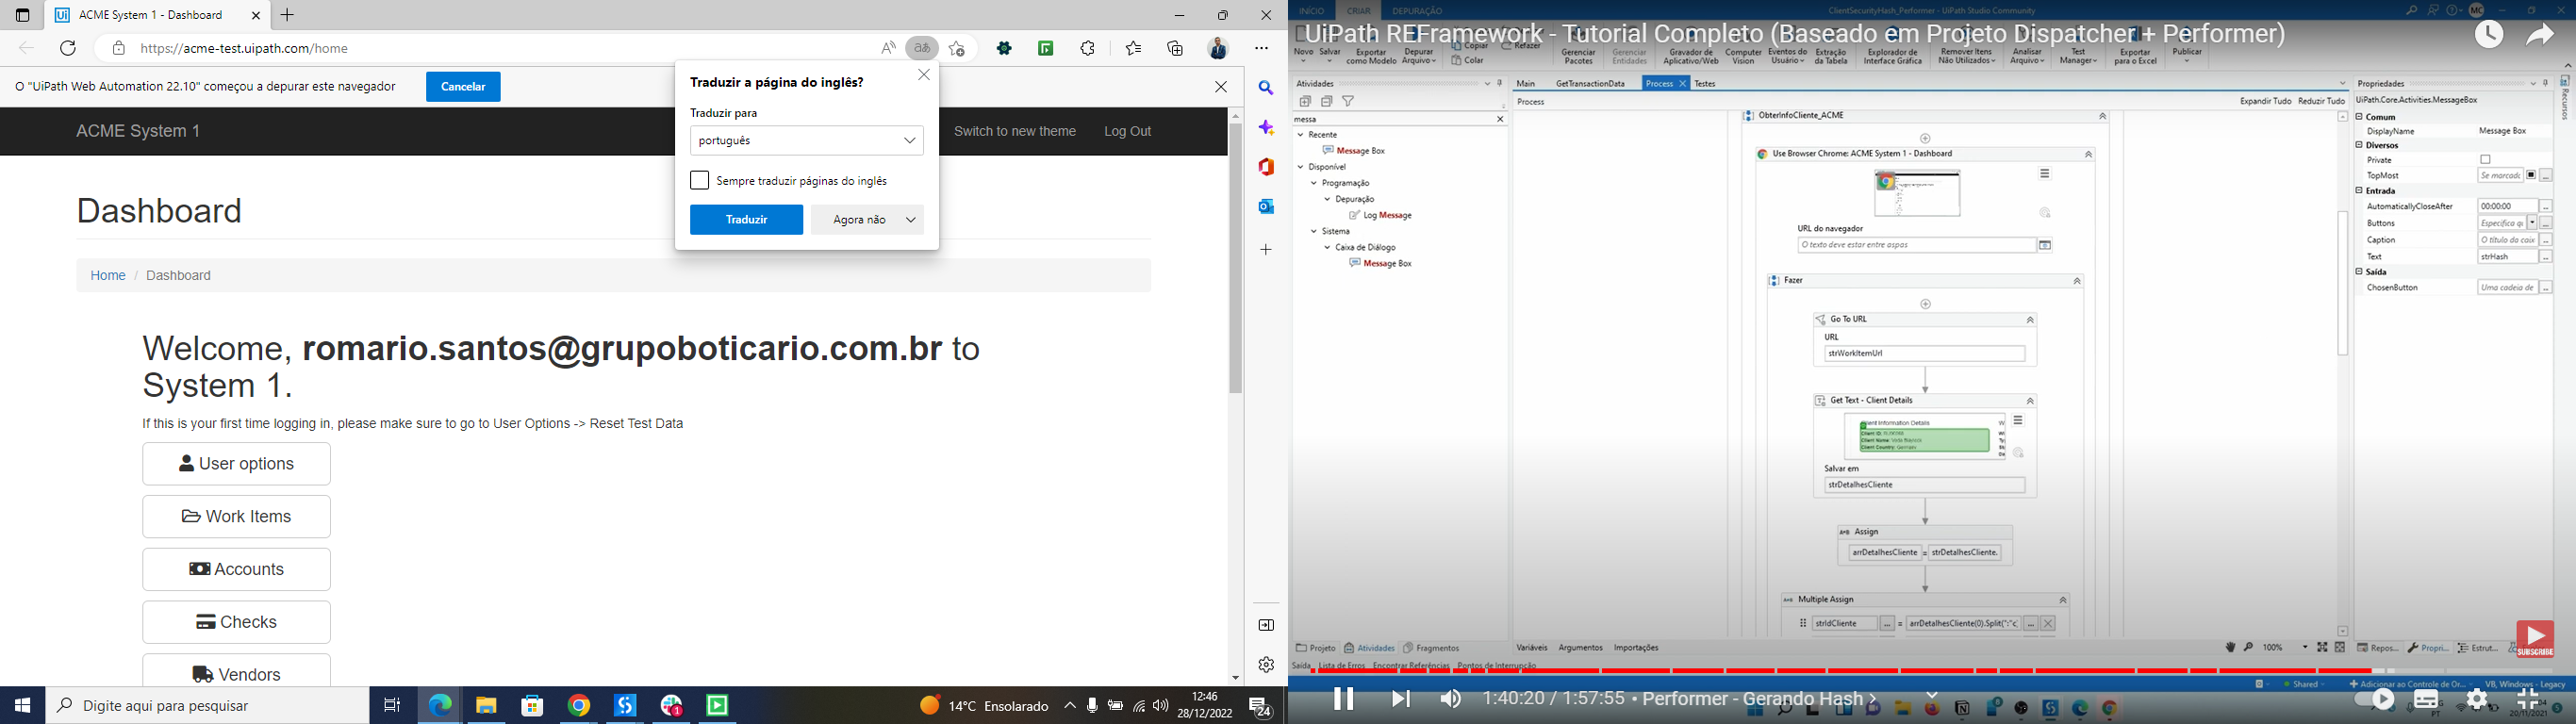 ACME System 1 - Dashboard
https://acme-test.uipath.com/home
O "UiPath Web Automation 22.10" começou a depurar este navegador
Cancelar
Traduzir a página do inglês?
Traduzir para
português
Sempre traduzir páginas do inglês
Traduzir
Agora não
ACME System 1
Switch to new theme
Log Out
Dashboard
Home / Dashboard
Welcome, romario.santos@grupoboticario.com.br to
System 1.
If this is your first time logging in, please make sure to go to User Options -> Reset Test Data
User options
Work Items
Accounts
Checks
Vendors
Digite aqui para pesquisar
14°C Ensolarado
12:46
28/12/2022
24
INÍCIO CRIAR DEPURAÇÃO
ClientSecurityHash_Performer - UiPath Studio Community
UiPath REFramework - Tutorial Completo (Baseado em Projeto Dispatcher + Performer)
Novo Salvar Exportar como Modelo Depurar Arquivo Copiar Colar Refazer Gerenciar Pacotes Gerenciar Entidades Gravador de Aplicativo/Web Computer Vision Eventos do Usuário Extração da Tabela Explorador de Interface Gráfica Remover Itens Não Utilizados Analisar Arquivo Test Manager Exportar para o Excel Publicar
Atividades
Main GetTransactionData Process Testes
Process
Expandir Tudo Reduzir Tudo
messa
Recente
Message Box
Disponível
Programação
Depuração
Log Message
Sistema
Caixa de Diálogo
Message Box
ObterInfoCliente_ACME
Use Browser Chrome: ACME System 1 - Dashboard
URL do navegador
O texto deve estar entre aspas
Fazer
Go To URL
URL
strWorkItemUrl
Get Text - Client Details
Client Information Details
Salvar em
strDetalhesCliente
Assign
arrDetalhesCliente = strDetalhesCliente.
Multiple Assign
strIdCliente = arrDetalhesCliente(0).Split(":"c,
Propriedades
UiPath.Core.Activities.MessageBox
Comum
DisplayName Message Box
Diversos
Private
TopMost Se marcado
Entrada
AutomaticallyCloseAfter 00:00:00
Buttons Especifica qu
Caption O título da caix
Text strHash
Saída
ChosenButton Uma cadeia de
Recursos
Projeto Atividades Fragmentos
Variáveis Argumentos Importações
100%
Repos... Propri... Estrut...
SUBSCRIBE
Saída Lista de Erros Encontrar Referências Pontos de Interrupção
Shared
Adicionar ao Controle de Or...
VB, Windows - Legacy
1:40:20 / 1:57:55 • Performer - Gerando Hash
20/11/2021